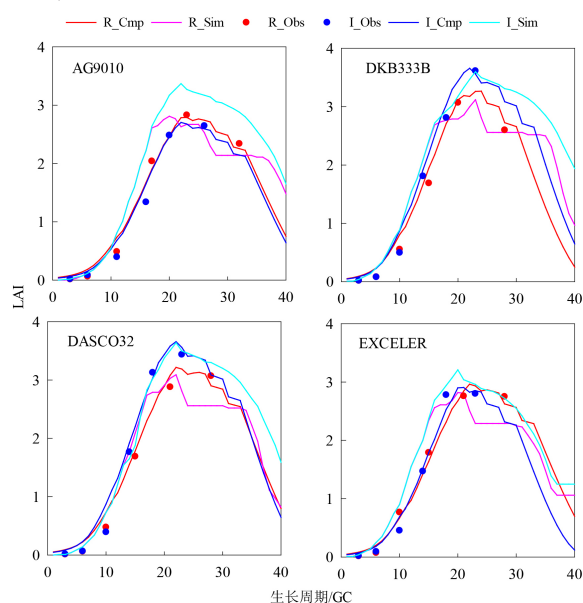 R_Cmp R_Sim R_Obs I_Obs I_Cmp I_Sim
AG9010
DKB333B
4 4
3 3
2 2
1 1
0 0
0 10 20 30 40 0 10 20 30 40
LAI
DASCO32
EXCELER
4 4
3 3
2 2
1 1
0 0
0 10 20 30 40 0 10 20 30 40
生长周期/GC